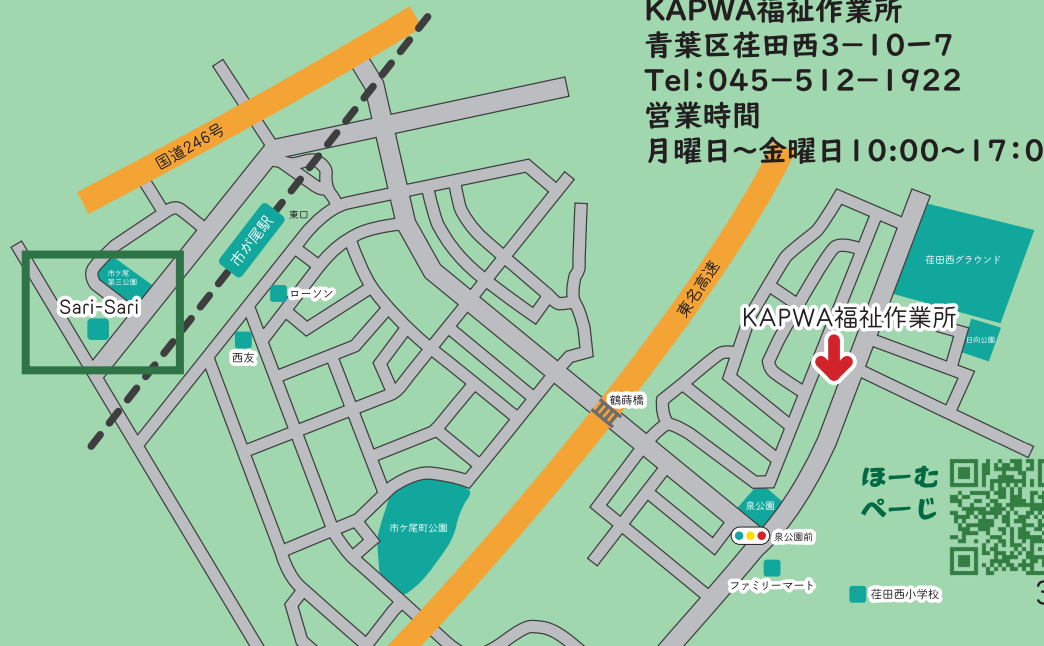 KAPWA福祉作業所
青葉区荏田西3−10−7
Tel:045−512−1922
営業時間
月曜日〜金曜日10:00〜17:0
国道246号
東口
市が尾駅
市ケ尾
第三公園
Sari-Sari
ローソン
西友
東名高速
荏田西グラウンド
KAPWA福祉作業所
日向公園
鶴蒔橋
ほーむ
ぺーじ
市ケ尾町公園
泉公園
泉公園前
ファミリーマート
荏田西小学校
3